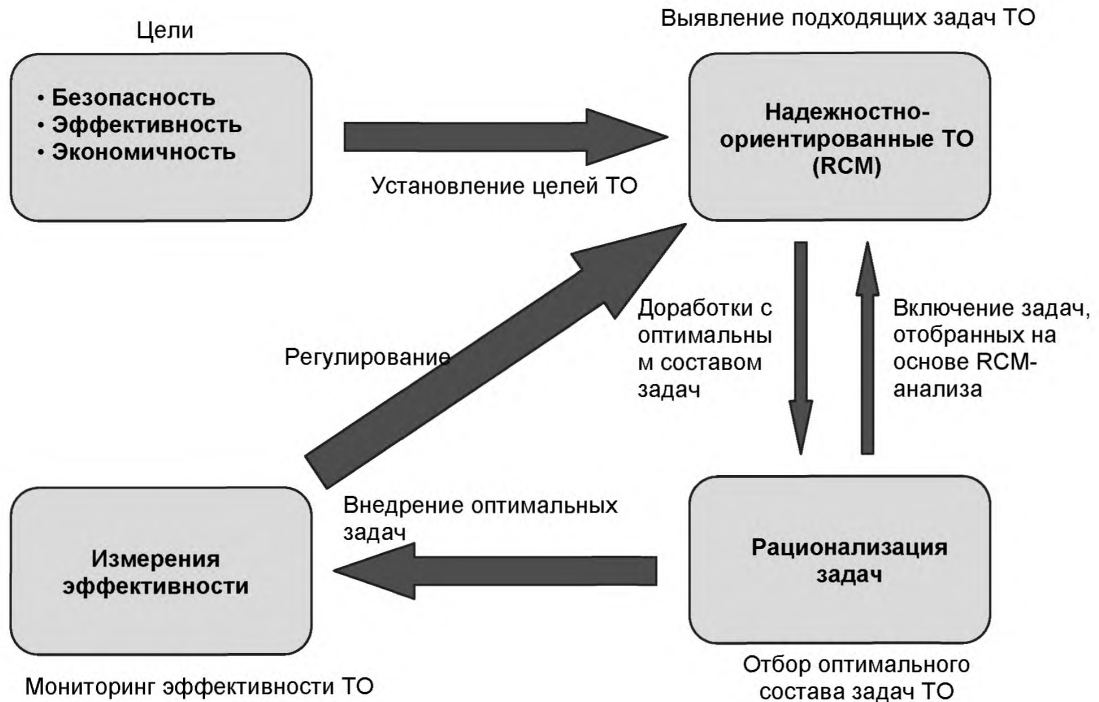 Цели
• Безопасность
• Эффективность
• Экономичность
Установление целей ТО
Выявление подходящих задач ТО
Надежностно-
ориентированные ТО
(RCM)
Регулирование
Доработки с
оптимальны
м составом
задач
Включение задач,
отобранных на
основе RCM-
анализа
Внедрение оптимальных
задач
Измерения
эффективности
Мониторинг эффективности ТО
Рационализация
задач
Отбор оптимального
состава задач ТО